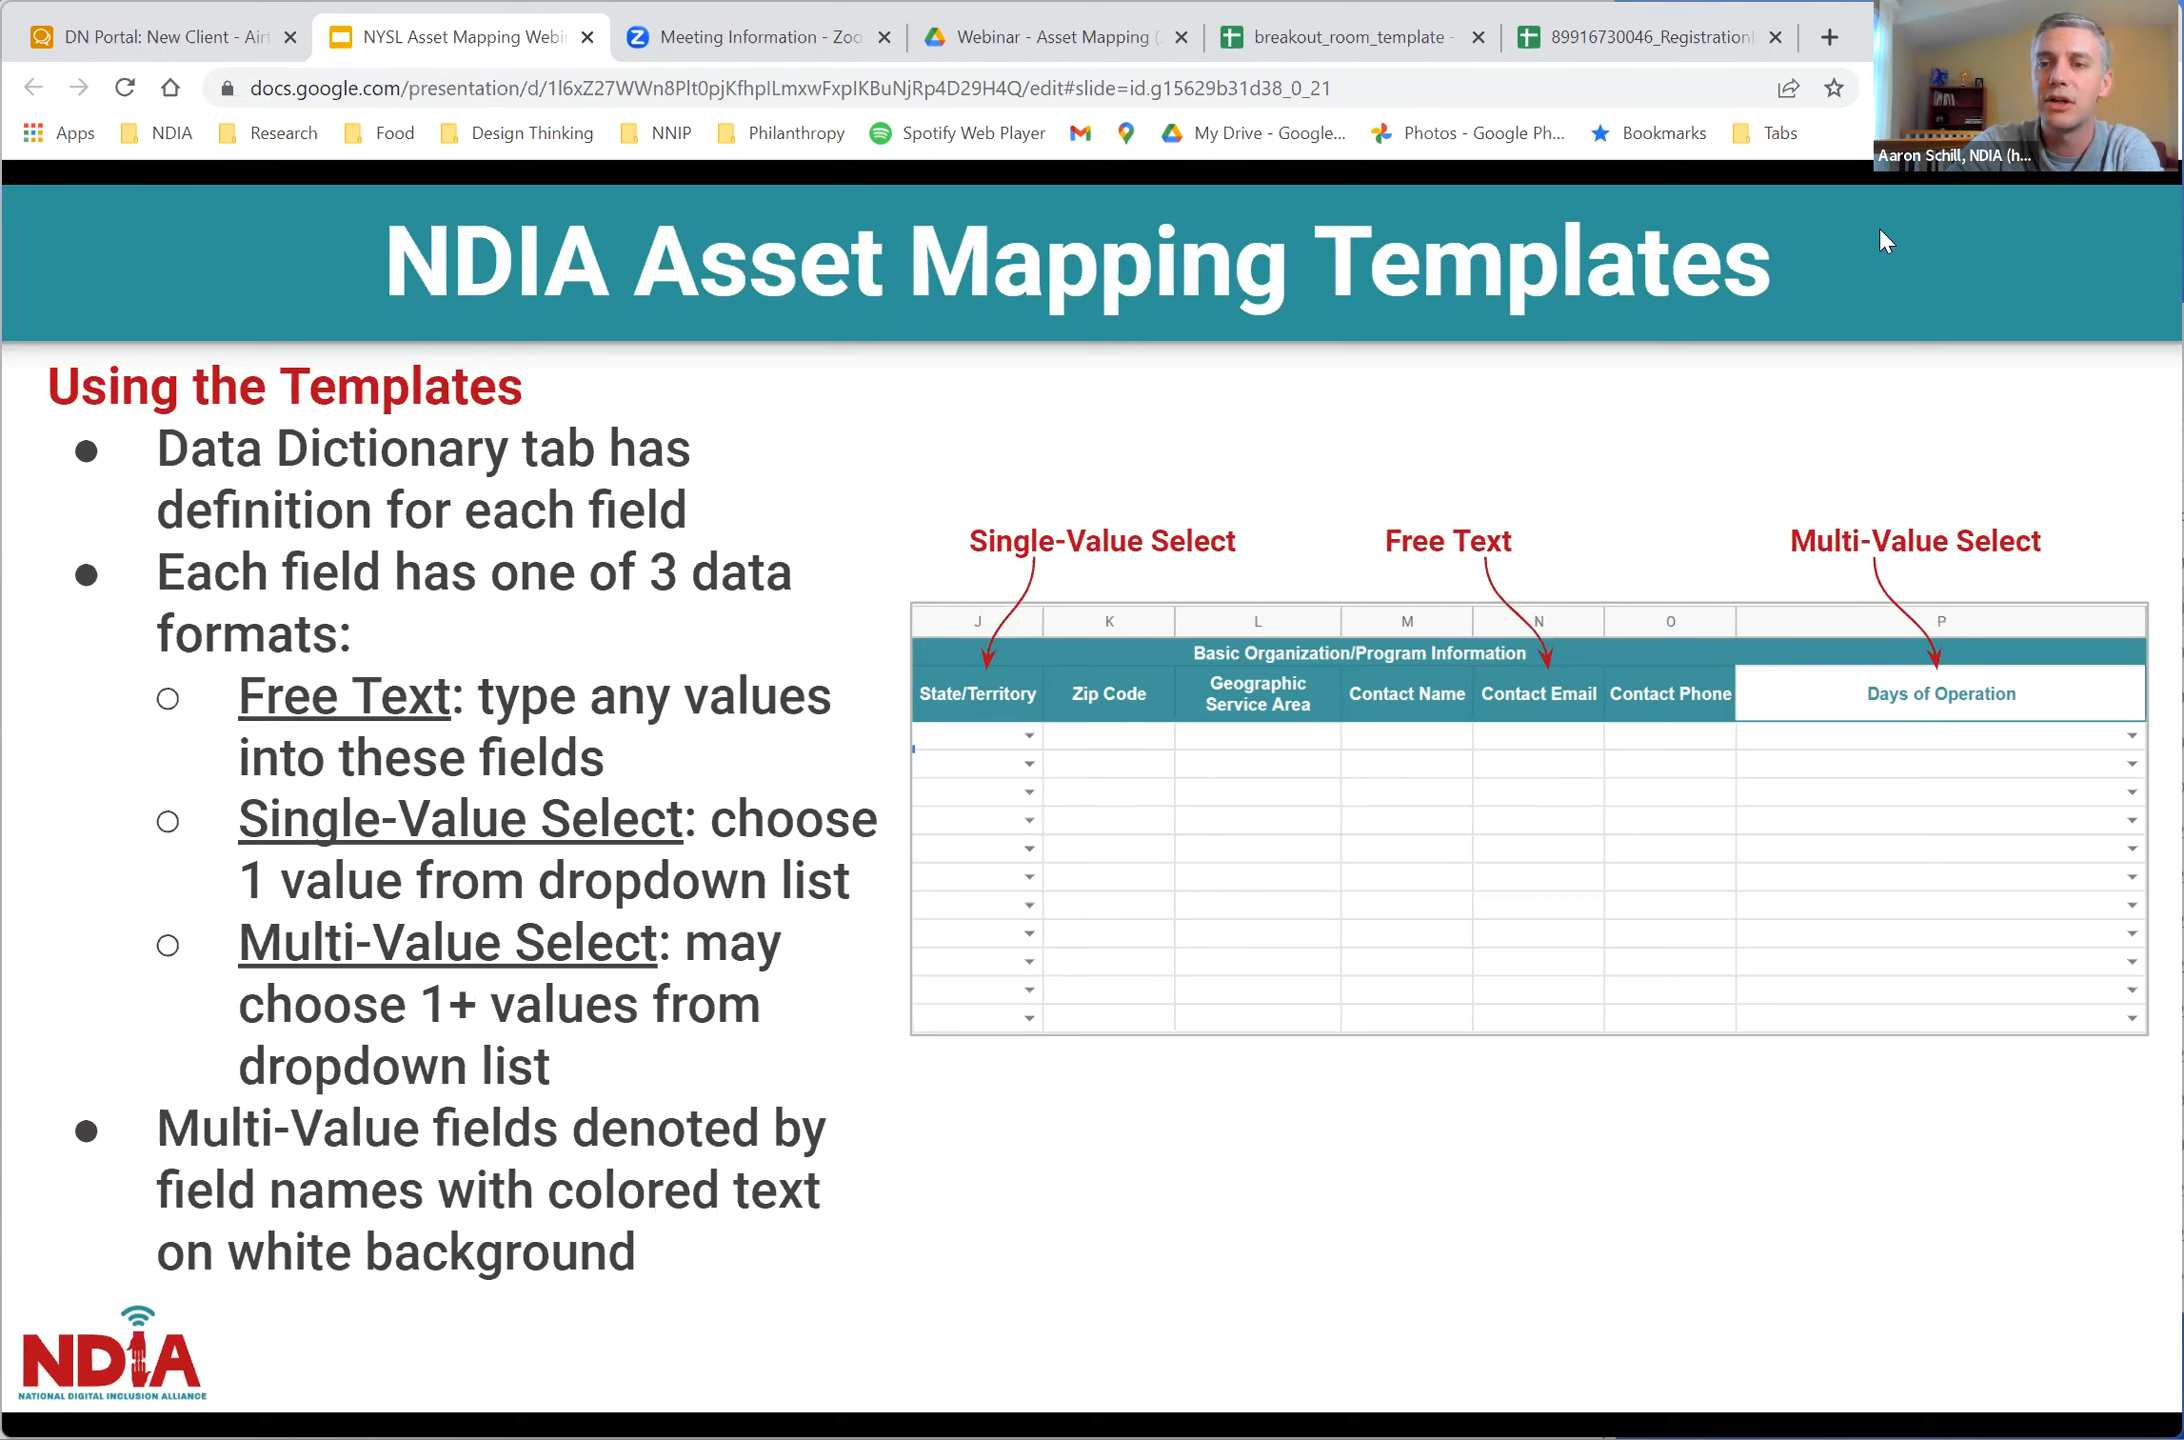 DN Portal: New Client - Airt
NYSL Asset Mapping Webi
Meeting Information - Zoo
Webinar - Asset Mapping (
breakout_room_template -
89916730046_Registration
docs.google.com/presentation/d/1l6xZ27WWn8Plt0pjKfhpILmxwFxpIKBuNjRp4D29H4Q/edit#slide=id.g15629b31d38_0_21
Apps NDIA Research Food Design Thinking NNIP Philanthropy Spotify Web Player My Drive - Google... Photos - Google Ph... Bookmarks Tabs
Aaron Schill, NDIA (h...
NDIA Asset Mapping Templates
Using the Templates
● Data Dictionary tab has
definition for each field
● Each field has one of 3 data
formats:
○ Free Text: type any values
into these fields
○ Single-Value Select: choose
1 value from dropdown list
○ Multi-Value Select: may
choose 1+ values from
dropdown list
● Multi-Value fields denoted by
field names with colored text
on white background
Single-Value Select Free Text Multi-Value Select
J K L M N O P
Basic Organization/Program Information
State/Territory Zip Code Geographic Service Area Contact Name Contact Email Contact Phone Days of Operation
NDIA
NATIONAL DIGITAL INCLUSION ALLIANCE